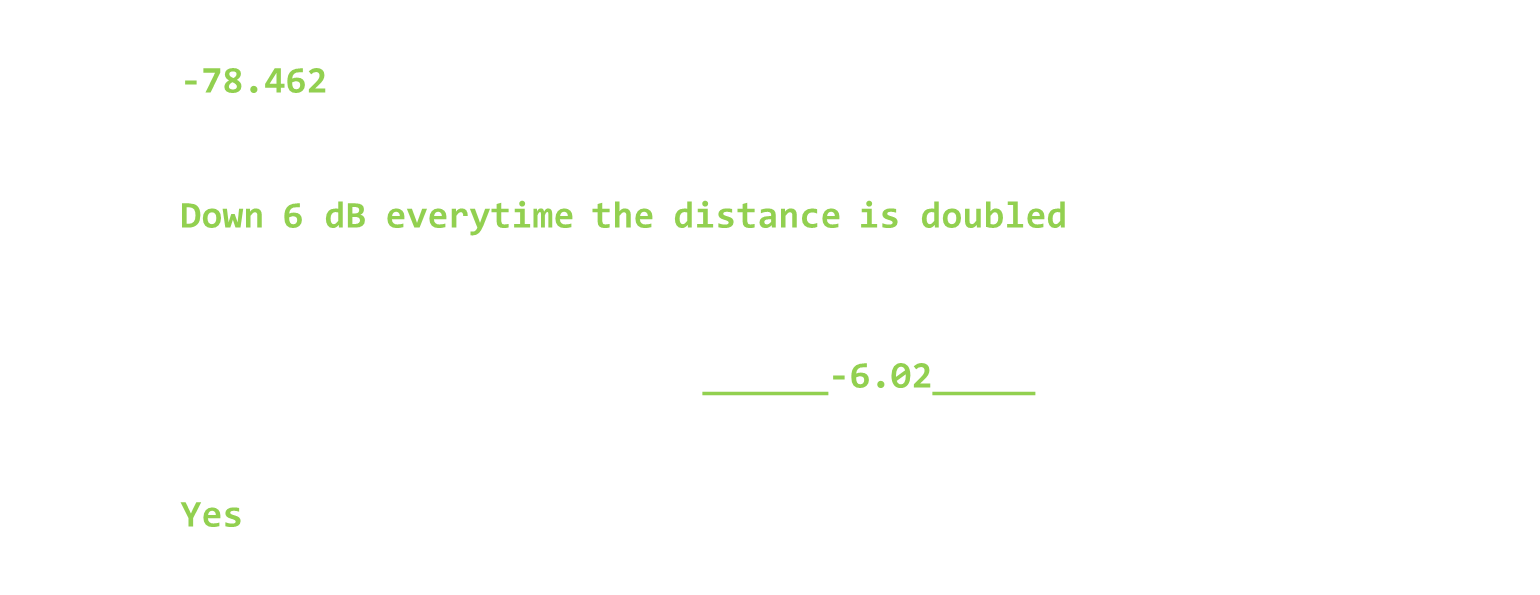 -78.462
Down 6 dB everytime the distance is doubled
______-6.02_____
Yes